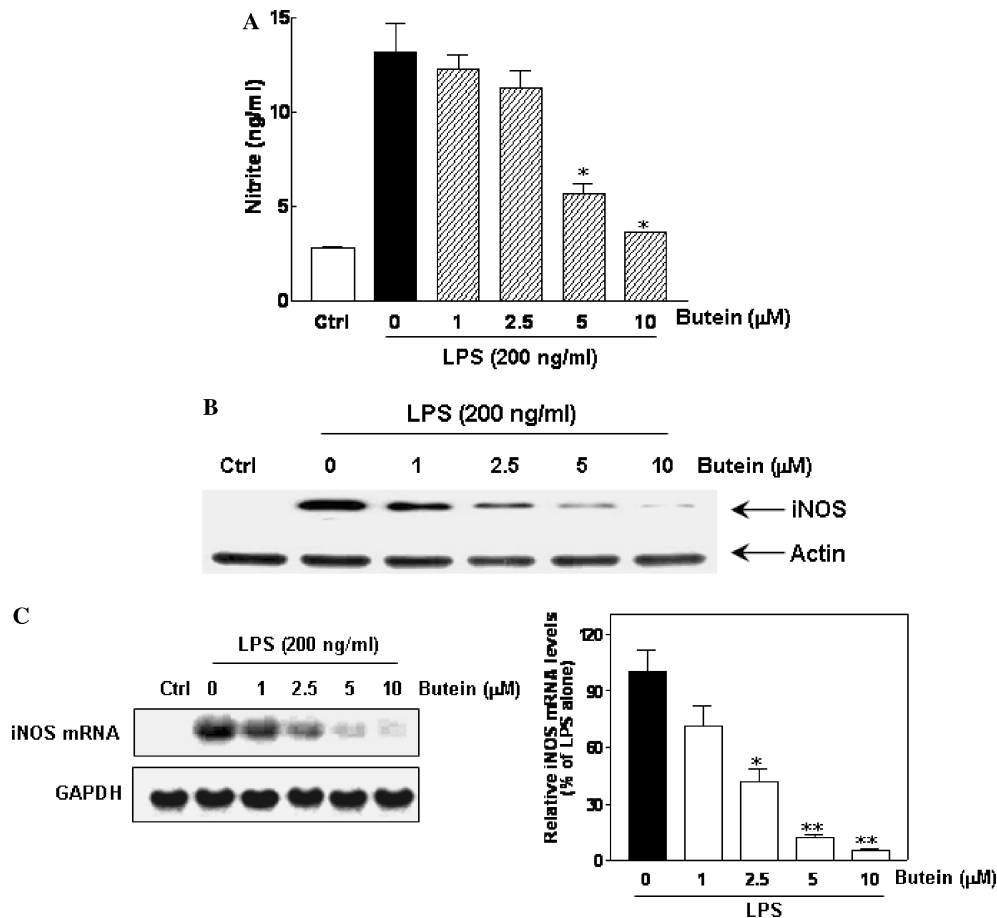 A
15
10
5
0
Nitrite (ng/ml)
*
*
Ctrl 0 1 2.5 5 10 Butein (μM)
LPS (200 ng/ml)
B
LPS (200 ng/ml)
Ctrl 0 1 2.5 5 10 Butein (μM)
iNOS
Actin
C
LPS (200 ng/ml)
Ctrl 0 1 2.5 5 10 Butein (μM)
iNOS mRNA
GAPDH
Relative iNOS mRNA levels
(% of LPS alone)
120
90
60
30
0
*
**
**
0 1 2.5 5 10 Butein (μM)
LPS